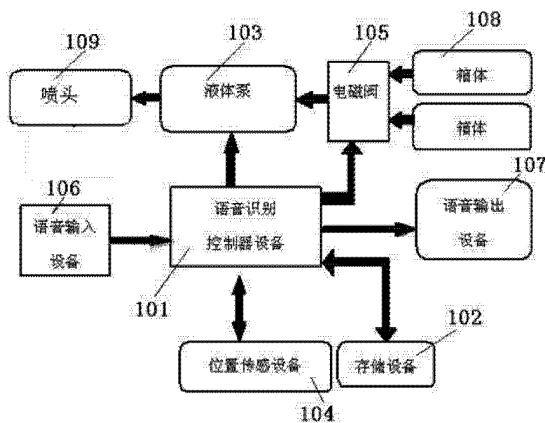 109
103
105
108
喷头
液体泵
电磁阀
箱体
箱体
107
106
语音输入
设备
语音识别
控制器设备
语音输出
设备
101
102
位置传感设备
存储设备
104